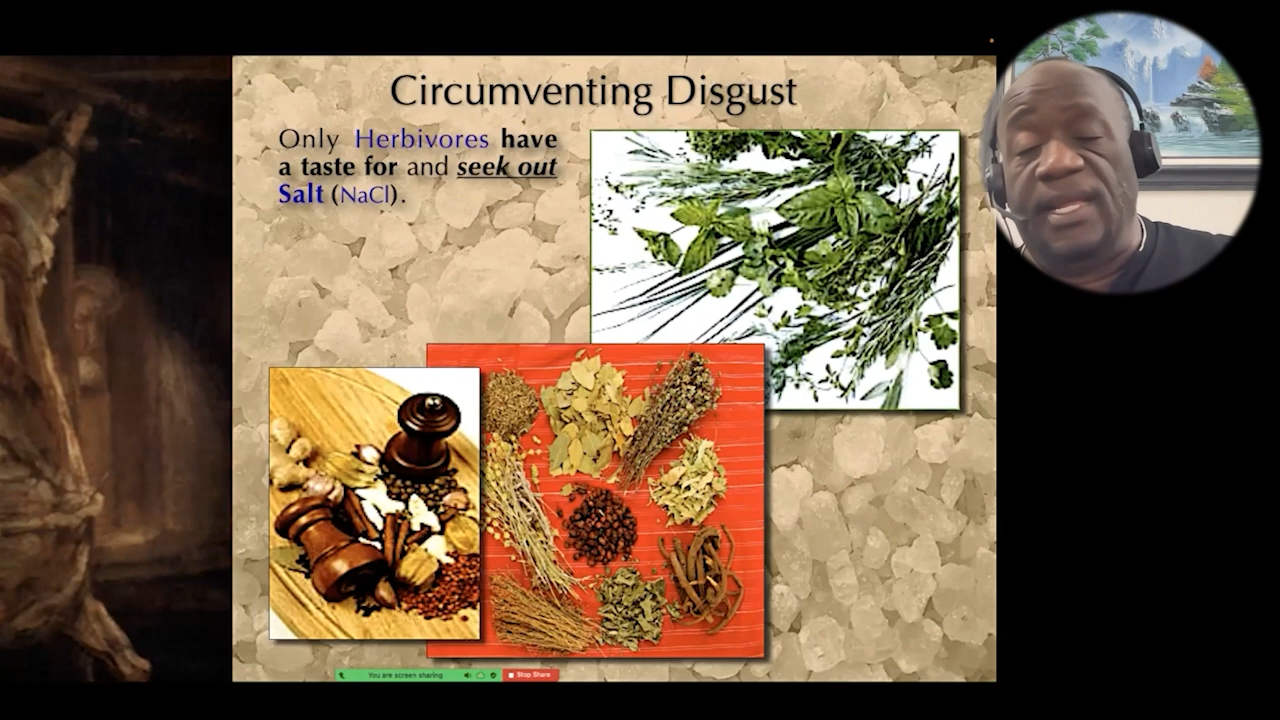 Circumventing Disgust
Only Herbivores have
a taste for and seek out
Salt (NaCl).
You are screen sharing
Stop Share